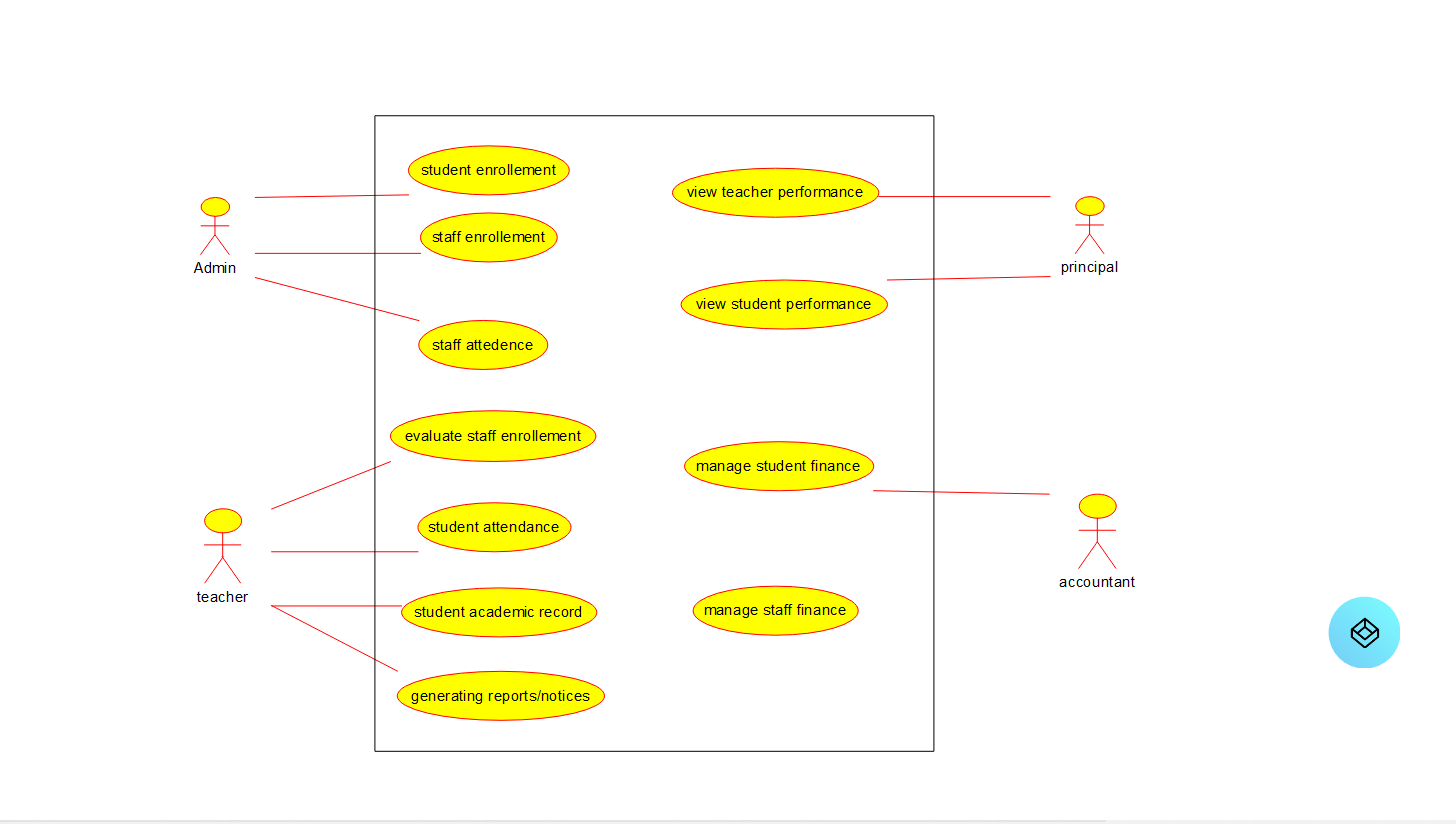 student enrollement
view teacher performance
staff enrollement
Admin
principal
view student performance
staff attedence
evaluate staff enrollement
manage student finance
student attendance
accountant
teacher
student academic record
manage staff finance
generating reports/notices